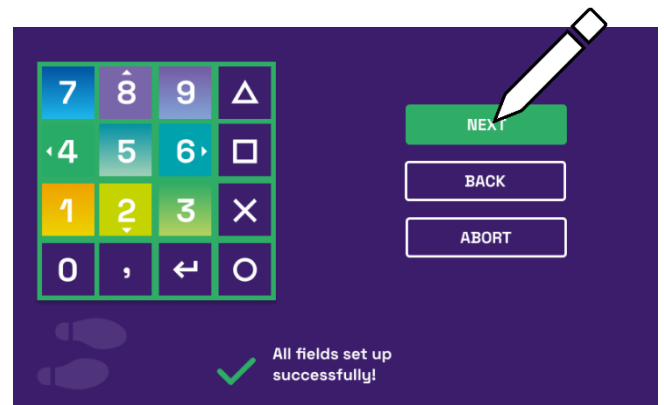 7 8 9
4 5 6
1 2 3
0 ,
NEXT
BACK
ABORT
All fields set up
successfully!